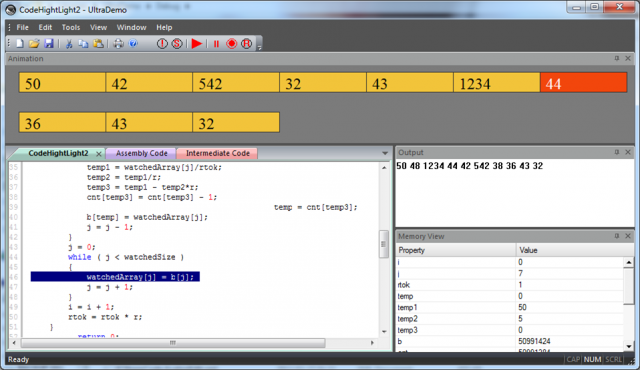 CodeHightLight2 - UltraDemo
File Edit Tools View Window
Animation
50 42 542 32 43 1234 44
36 43 32
CodeHightLight2 Assembly Code Intermediate Code
35 temp1 = watchedArray[j]/rtok;
36 temp2 = temp1/r;
37 temp3 = temp1 - temp2*r;
38 cnt[temp3] = cnt[temp3] - 1;
39 temp = cnt[temp3];
40 b[temp] = watchedArray[j];
41 j = j - 1;
42 }
43 j = 0;
44 while ( j < watchedSize )
45 {
46 watchedArray[j] = b[j];
47 j = j + 1;
48 }
49 i = i + 1;
50 rtok = rtok * r;
51 }
return 0;
Output
50 48 1234 44 42 542 38 36 43 32
Memory View
Property Value
i 0
j 7
rtok 1
temp 0
temp1 50
temp2 5
temp3 0
b 50991424
Ready
CAP NUM SCRL